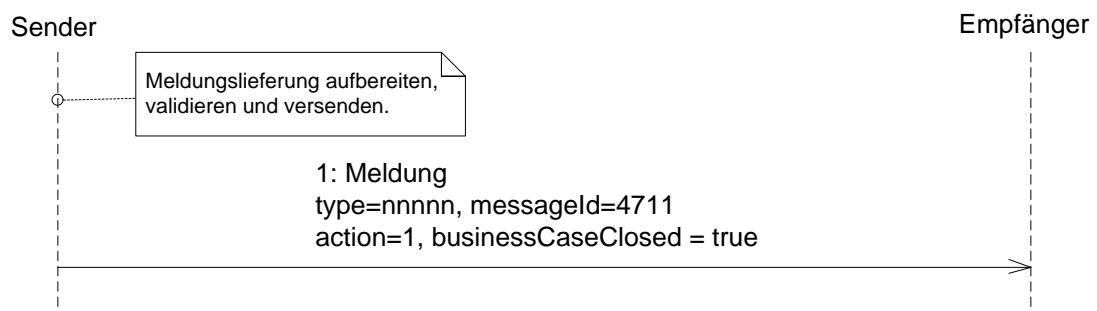 Sender
Empfänger
Meldungslieferung aufbereiten,
validieren und versenden.
1: Meldung
type=nnnnn, messageId=4711
action=1, businessCaseClosed = true